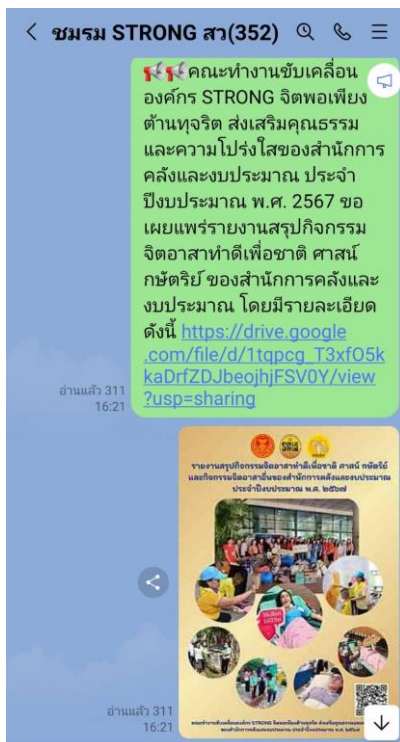 ชมรม STRONG สว(352)
คณะทำงานขับเคลื่อน
องค์กร STRONG จิตพอเพียง
ต้านทุจริต ส่งเสริมคุณธรรม
และความโปร่งใสของสำนักการ
คลังและงบประมาณ ประจำ
ปีงบประมาณ พ.ศ. 2567 ขอ
เผยแพร่รายงานสรุปกิจกรรม
จิตอาสาทำดีเพื่อชาติ ศาสน์
กษัตริย์ ของสำนักการคลังและ
งบประมาณ โดยมีรายละเอียด
ดังนี้ https://drive.google
.com/file/d/1tqpcg_T3xfO5k
kaDrfZDJbeojhjFSV0Y/view
?usp=sharing
อ่านแล้ว 311
16:21
รายงานสรุปกิจกรรมจิตอาสาทำดีเพื่อชาติ ศาสน์ กษัตริย์
และกิจกรรมจิตอาสาอื่นของสำนักการคลังและงบประมาณ
ประจำปีงบประมาณ พ.ศ. ๒๕๖๗
อ่านแล้ว 311
16:21